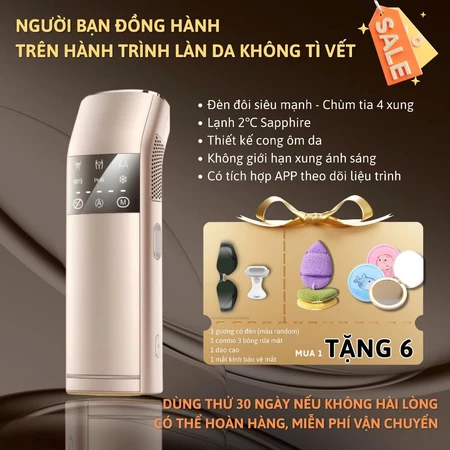 NGƯỜI BẠN ĐỒNG HÀNH
TRÊN HÀNH TRÌNH LÀN DA KHÔNG TÌ VẾT
SALE
Đèn đôi siêu mạnh - Chùm tia 4 xung
Lạnh 2℃ Sapphire
Thiết kế cong ôm da
Không giới hạn xung ánh sáng
Có tích hợp APP theo dõi liệu trình
A
M
1 gương có đèn (màu random)
1 combo 3 bông rửa mặt
1 dao cạo
1 mắt kính bảo vệ mắt
MUA 1 TẶNG 6
DÙNG THỬ 30 NGÀY NẾU KHÔNG HÀI LÒNG
CÓ THỂ HOÀN HÀNG, MIỄN PHÍ VẬN CHUYỂN